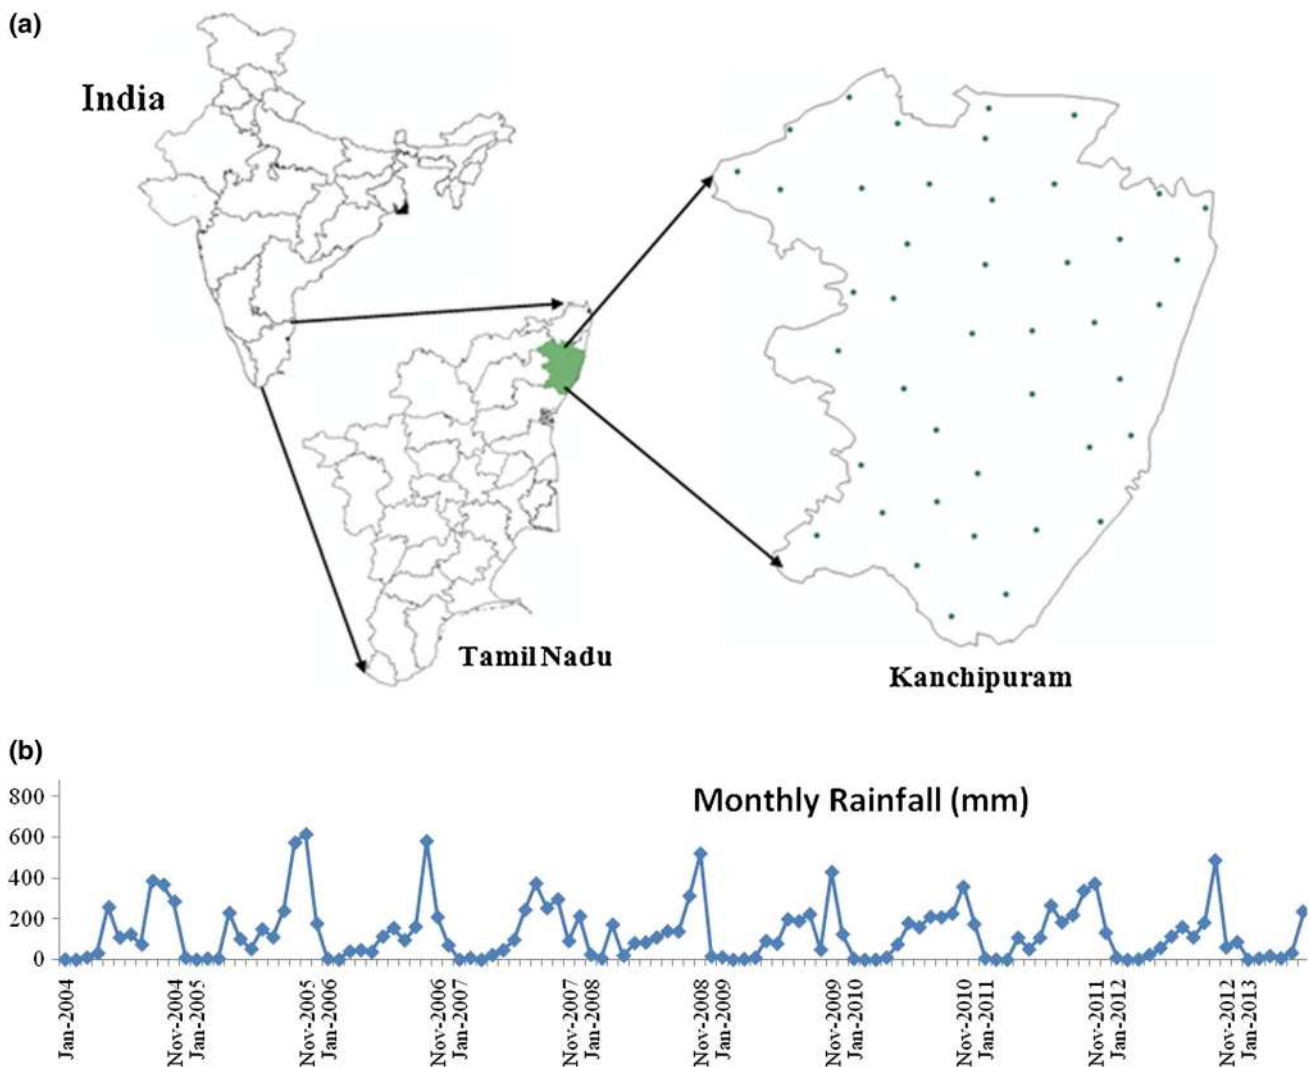 (a)
India
Tamil Nadu
Kanchipuram
(b)
Monthly Rainfall (mm)
800
600
400
200
0
Jan-2004
Nov-2004
Jan-2005
Nov-2005
Jan-2006
Nov-2006
Jan-2007
Nov-2007
Jan-2008
Nov-2008
Jan-2009
Nov-2009
Jan-2010
Nov-2010
Jan-2011
Nov-2011
Jan-2012
Nov-2012
Jan-2013